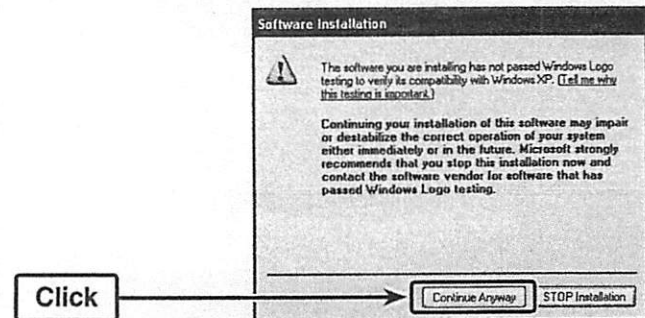 Software Installation
The software you are installing has not passed Windows Logo
testing to verify its compatibility with Windows XP. (Tell me why
this testing is important.)
Continuing your installation of this software may impair
or destabilize the correct operation of your system
either immediately or in the future. Microsoft strongly
recommends that you stop this installation now and
contact the software vendor for software that has
passed Windows Logo testing.
Click
Continue Anyway STOP Installation